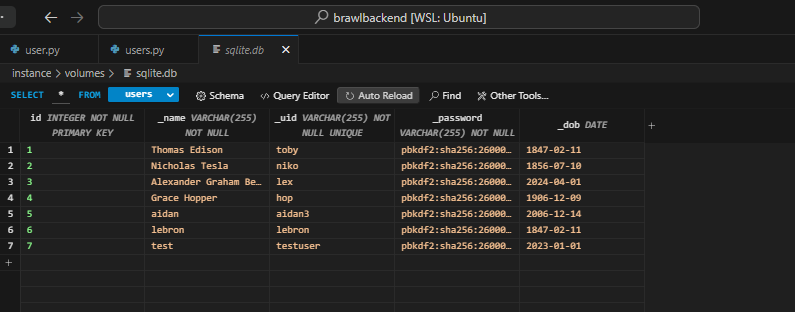 brawlbackend [WSL: Ubuntu]
user.py users.py sqlite.db
instance > volumes > sqlite.db
SELECT * FROM users Schema Query Editor Auto Reload Find Other Tools...
id INTEGER NOT NULL PRIMARY KEY _name VARCHAR(255) NOT NULL _uid VARCHAR(255) NOT NULL UNIQUE _password VARCHAR(255) NOT NULL _dob DATE +
1 1 Thomas Edison toby pbkdf2:sha256:26000… 1847-02-11
2 2 Nicholas Tesla niko pbkdf2:sha256:26000… 1856-07-10
3 3 Alexander Graham Be… lex pbkdf2:sha256:26000… 2024-04-01
4 4 Grace Hopper hop pbkdf2:sha256:26000… 1906-12-09
5 5 aidan aidan3 pbkdf2:sha256:26000… 2006-12-14
6 6 lebron lebron pbkdf2:sha256:26000… 1847-02-11
7 7 test testuser pbkdf2:sha256:26000… 2023-01-01
+